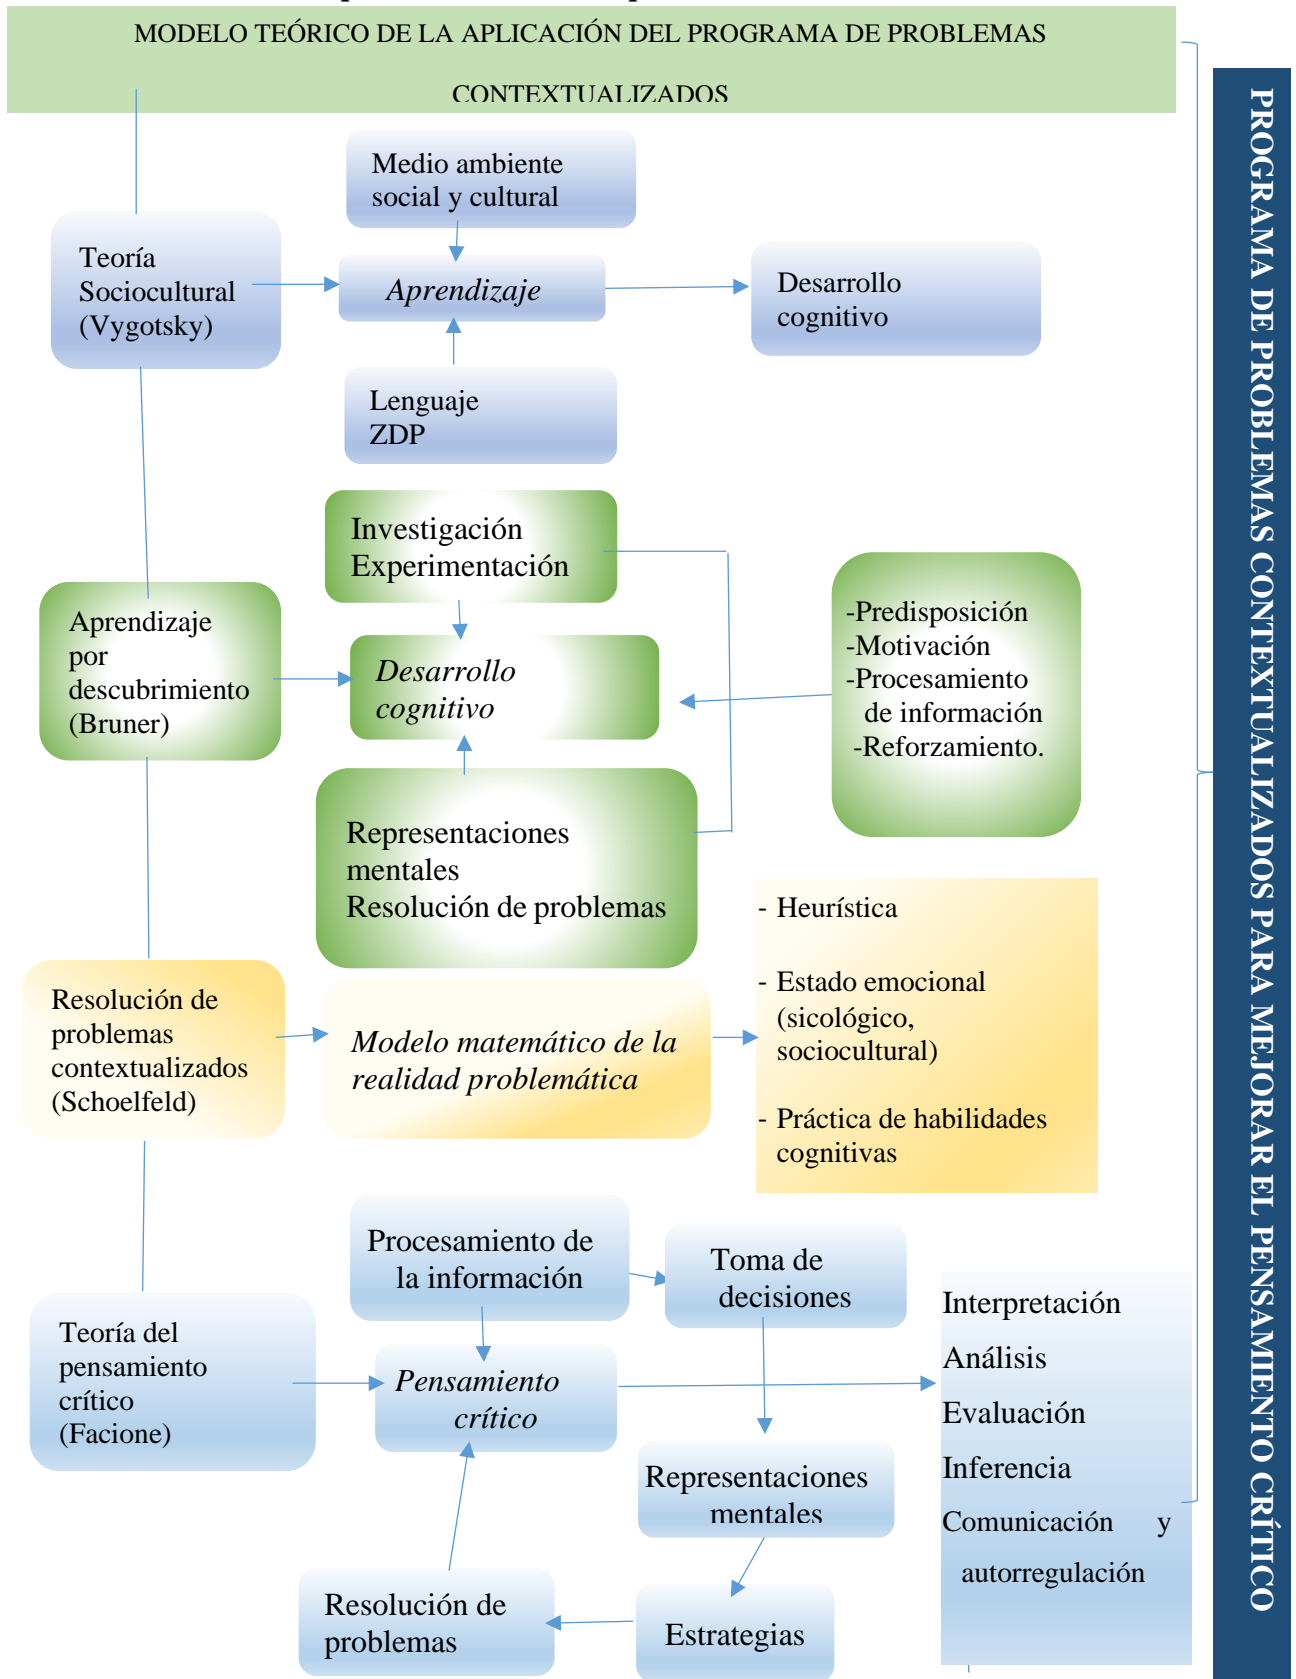 MODELO TEÓRICO DE LA APLICACIÓN DEL PROGRAMA DE PROBLEMAS
CONTEXTUALIZADOS
Medio ambiente
social y cultural
Teoría
Sociocultural
(Vygotsky)
Aprendizaje
Desarrollo
cognitivo
Lenguaje
ZDP
Investigación
Experimentación
Aprendizaje
por
descubrimiento
(Bruner)
Desarrollo
cognitivo
-Predisposición
-Motivación
-Procesamiento
de información
-Reforzamiento.
Representaciones
mentales
Resolución de problemas
Resolución de
problemas
contextualizados
(Schoelfeld)
Modelo matemático de la
realidad problemática
- Heurística
- Estado emocional
(sicológico,
sociocultural)
- Práctica de habilidades
cognitivas
Procesamiento de
la información
Toma de
decisiones
Teoría del
pensamiento
crítico
(Facione)
Pensamiento
crítico
Representaciones
mentales
Resolución de
problemas
Estrategias
Interpretación
Análisis
Evaluación
Inferencia
Comunicación y
autorregulación
PROGRAMA DE PROBLEMAS CONTEXTUALIZADOS PARA MEJORAR EL PENSAMIENTO CRÍTICO